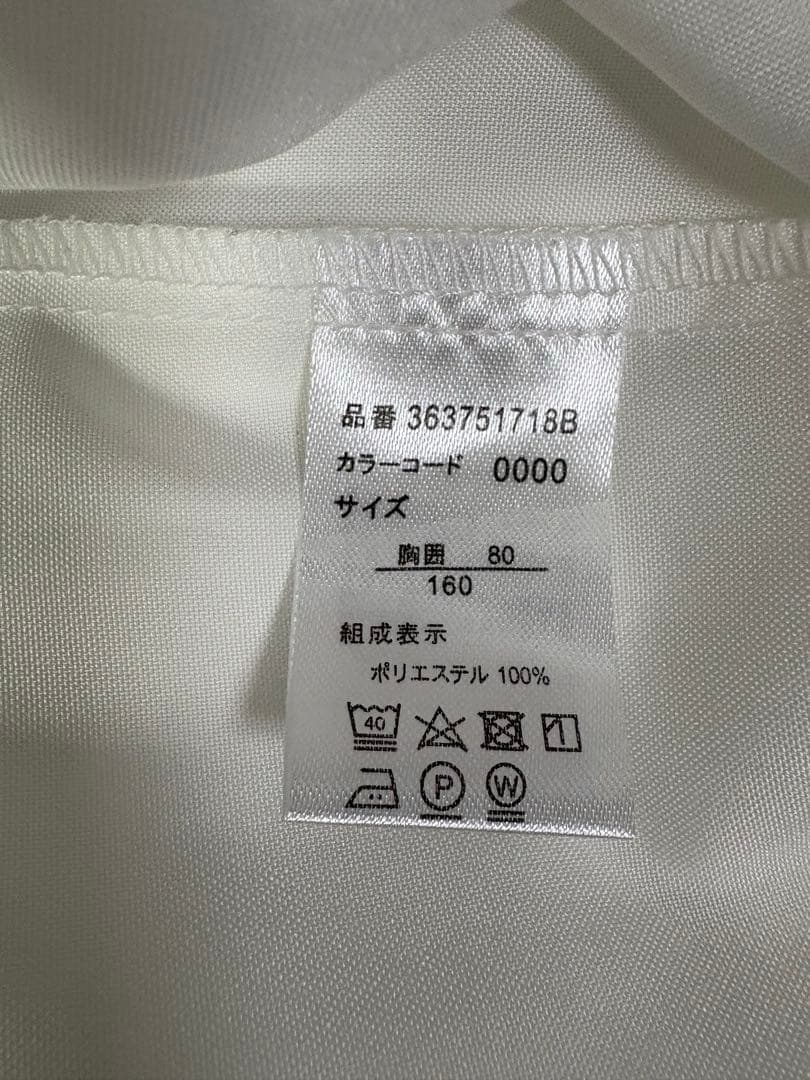 品番 363751718B
カラーコード 0000
サイズ
胸囲 80
160
組成表示
ポリエステル 100%
40
P W